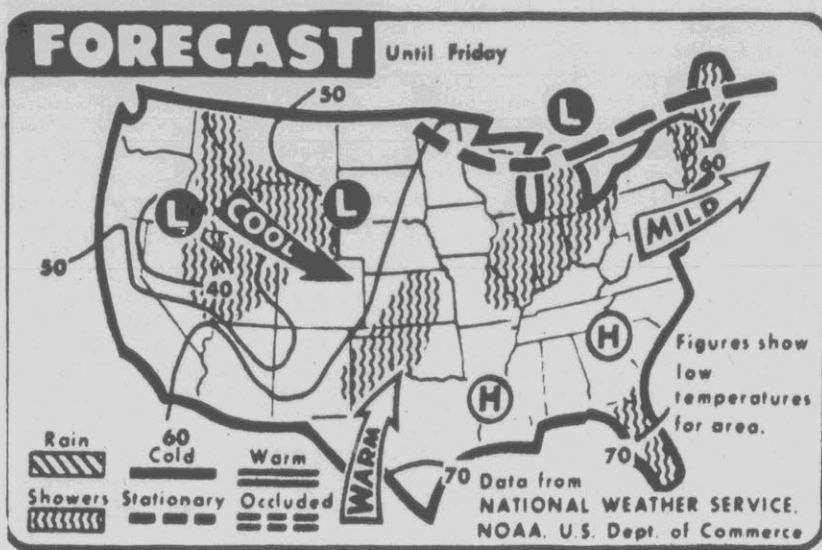 FORECAST Until Friday
50
L
60
L
COOL
L
MILD
50
40
H
H
Figures show
low
temperatures
for area.
Rain
60
Cold
Warm
WARM
70
70
Showers
Stationary
Occluded
Data from
NATIONAL WEATHER SERVICE,
NOAA, U.S. Dept. of Commerce